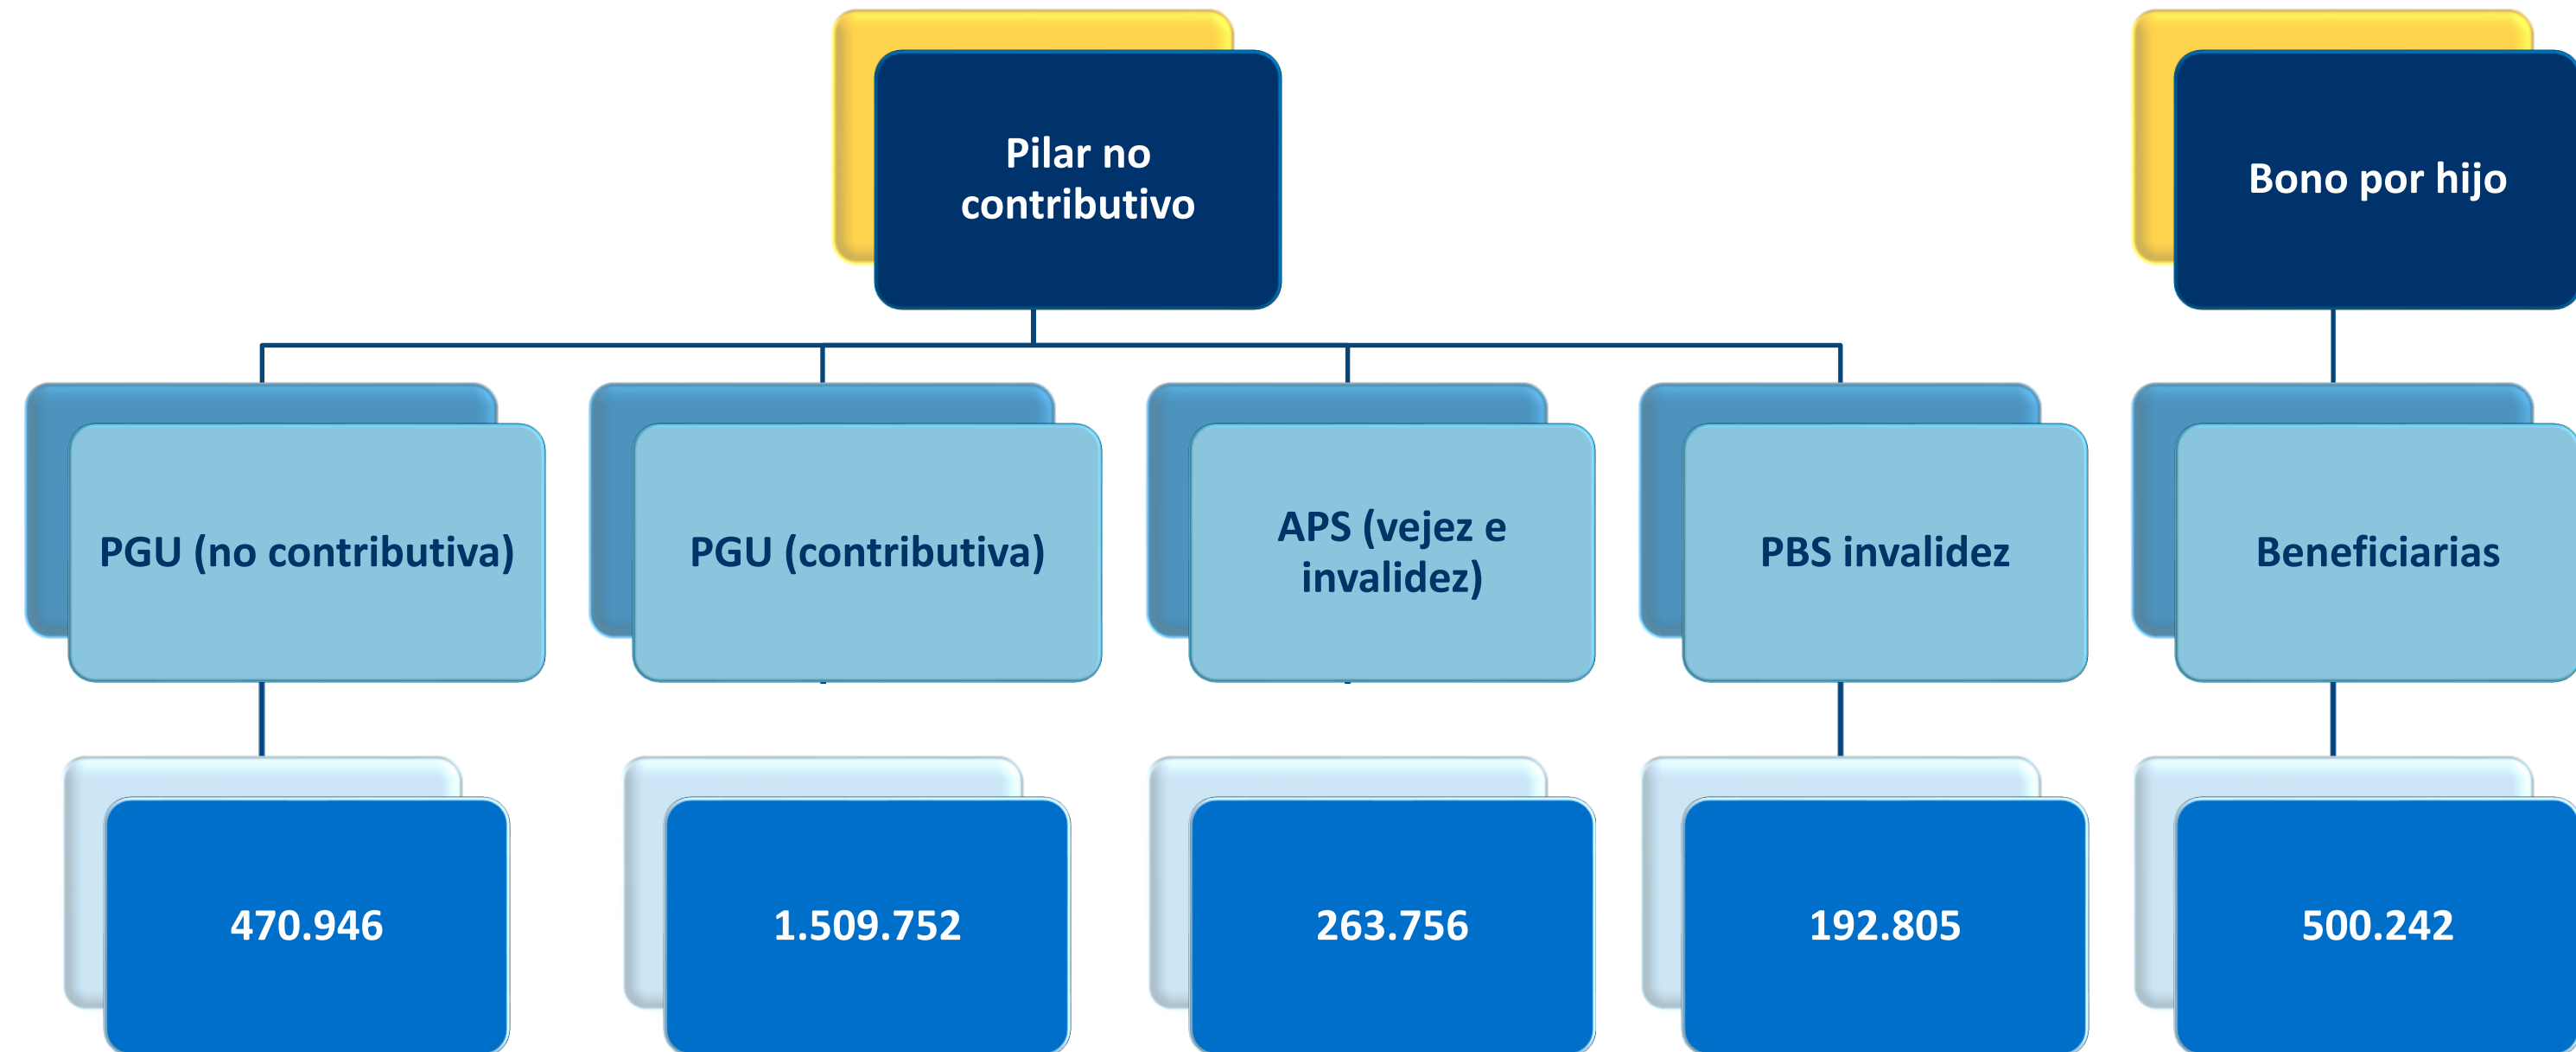 Pilar no
contributivo
Bono por hijo
PGU (no contributiva)
PGU (contributiva)
APS (vejez e
invalidez)
PBS invalidez
Beneficiarias
470.946
1.509.752
263.756
192.805
500.242